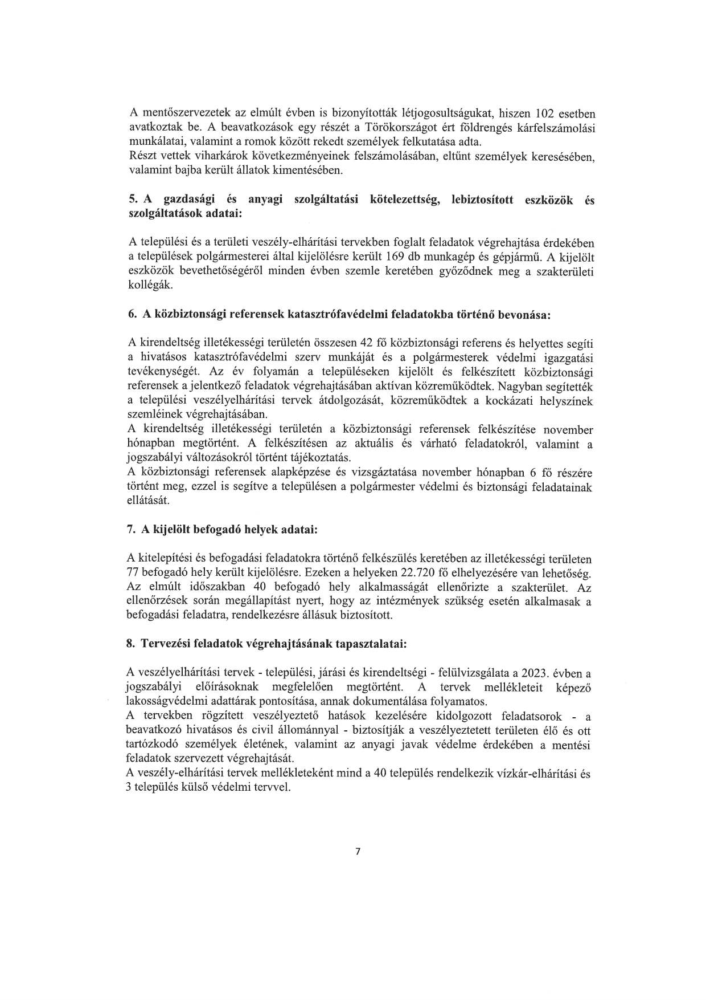 A mentőszervezetek az elmúlt évben is bizonyították létjogosultságukat, hiszen 102 esetben
avatkoztak be. A beavatkozások egy részét a Törökországot ért földrengés kárfelszámolási
munkálatai, valamint a romok között rekedt személyek felkutatása adta.
Részt vettek viharkárok következményeinek felszámolásában, eltűnt személyek keresésében,
valamint bajba került állatok kimentésében.
5. A gazdasági és anyagi szolgáltatási kötelezettség, lebiztosított eszközök és
szolgáltatások adatai:
A települési és a területi veszély-elhárítási tervekben foglalt feladatok végrehajtása érdekében
a települések polgármesterei által kijelölésre került 169 db munkagép és gépjármű. A kijelölt
eszközök bevethetőségéről minden évben szemle keretében győződnek meg a szakterületi
kollégák.
6. A közbiztonsági referensek katasztrófavédelmi feladatokba történő bevonása:
A kirendeltség illetékességi területén összesen 42 fő közbiztonsági referens és helyettes segíti
a hivatásos katasztrófavédelmi szerv munkáját és a polgármesterek védelmi igazgatási
tevékenységét. Az év folyamán a településeken kijelölt és felkészített közbiztonsági
referensek a jelentkező feladatok végrehajtásában aktívan közreműködtek. Nagyban segítették
a települési veszélyelhárítási tervek átdolgozását, közreműködtek a kockázati helyszínek
szemléinek végrehajtásában.
A kirendeltség illetékességi területén a közbiztonsági referensek felkészítése november
hónapban megtörtént. A felkészítésen az aktuális és várható feladatokról, valamint a
jogszabályi változásokról történt tájékoztatás.
A közbiztonsági referensek alapképzése és vizsgáztatása november hónapban 6 fő részére
történt meg, ezzel is segítve a településen a polgármester védelmi és biztonsági feladatainak
ellátását.
7. A kijelölt befogadó helyek adatai:
A kitelepítési és befogadási feladatokra történő felkészülés keretében az illetékességi területen
77 befogadó hely került kijelölésre. Ezeken a helyeken 22.720 fő elhelyezésére van lehetőség.
Az elmúlt időszakban 40 befogadó hely alkalmasságát ellenőrizte a szakterület. Az
ellenőrzések során megállapítást nyert, hogy az intézmények szükség esetén alkalmasak a
befogadási feladatra, rendelkezésre állásuk biztosított.
8. Tervezési feladatok végrehajtásának tapasztalatai:
A veszélyelhárítási tervek - települési, járási és kirendeltségi - felülvizsgálata a 2023. évben a
jogszabályi előírásoknak megfelelően megtörtént. A tervek mellékleteit képező
lakosságvédelmi adattárak pontosítása, annak dokumentálása folyamatos.
A tervekben rögzített veszélyeztető hatások kezelésére kidolgozott feladatsorok - a
beavatkozó hivatásos és civil állománnyal - biztosítják a veszélyeztetett területen élő és ott
tartózkodó személyek életének, valamint az anyagi javak védelme érdekében a mentési
feladatok szervezett végrehajtását.
A veszély-elhárítási tervek mellékleteként mind a 40 település rendelkezik vízkár-elhárítási és
3 település külső védelmi tervvel.
7